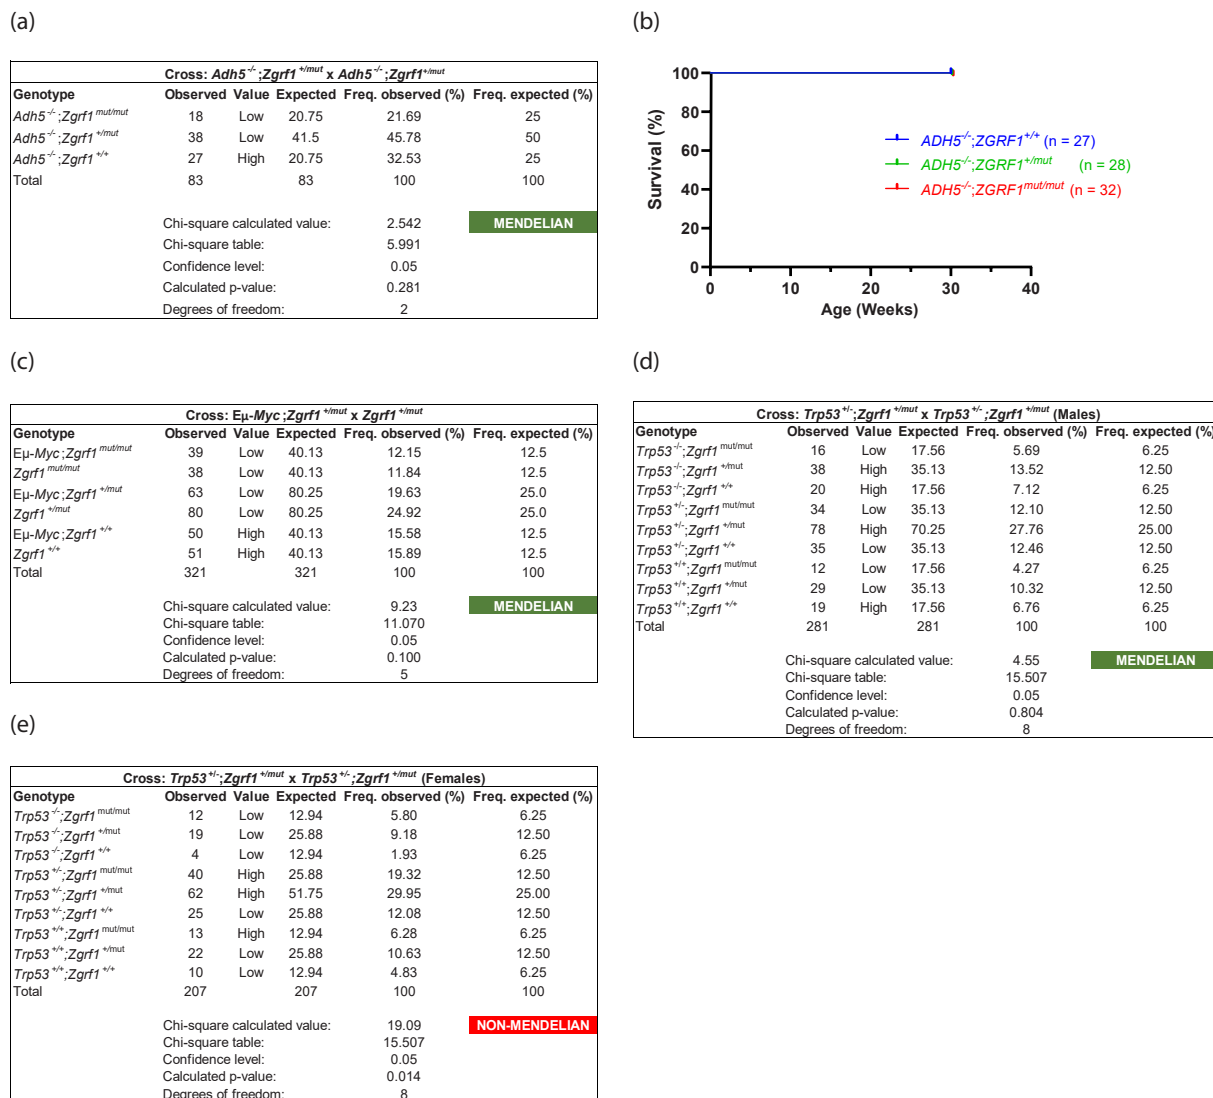 (a)
Cross: Adh5-/-;Zgrf1+/mut x Adh5-/-;Zgrf1+/mut
Genotype Observed Value Expected Freq. observed (%) Freq. expected (%)
Adh5-/-;Zgrf1mut/mut 18 Low 20.75 21.69 25
Adh5-/-;Zgrf1+/mut 38 Low 41.5 45.78 50
Adh5-/-;Zgrf1+/+ 27 High 20.75 32.53 25
Total 83 83 100 100
Chi-square calculated value: 2.542 MENDELIAN
Chi-square table: 5.991
Confidence level: 0.05
Calculated p-value: 0.281
Degrees of freedom: 2
(b)
Survival (%)
100
80
60
40
20
0
0 10 20 30 40
Age (Weeks)
ADH5-/-;ZGRF1+/+ (n = 27)
ADH5-/-;ZGRF1+/mut (n = 28)
ADH5-/-;ZGRF1mut/mut (n = 32)
(c)
Cross: Eµ-Myc;Zgrf1+/mut x Zgrf1+/mut
Genotype Observed Value Expected Freq. observed (%) Freq. expected (%)
Eµ-Myc;Zgrf1mut/mut 39 Low 40.13 12.15 12.5
Zgrf1mut/mut 38 Low 40.13 11.84 12.5
Eµ-Myc;Zgrf1+/mut 63 Low 80.25 19.63 25.0
Zgrf1+/mut 80 Low 80.25 24.92 25.0
Eµ-Myc;Zgrf1+/+ 50 High 40.13 15.58 12.5
Zgrf1+/+ 51 High 40.13 15.89 12.5
Total 321 321 100 100
Chi-square calculated value: 9.23 MENDELIAN
Chi-square table: 11.070
Confidence level: 0.05
Calculated p-value: 0.100
Degrees of freedom: 5
(d)
Cross: Trp53+/-;Zgrf1+/mut x Trp53+/-;Zgrf1+/mut (Males)
Genotype Observed Value Expected Freq. observed (%) Freq. expected (%)
Trp53-/-;Zgrf1mut/mut 16 Low 17.56 5.69 6.25
Trp53-/-;Zgrf1+/mut 38 High 35.13 13.52 12.50
Trp53-/-;Zgrf1+/+ 20 High 17.56 7.12 6.25
Trp53+/-;Zgrf1mut/mut 34 Low 35.13 12.10 12.50
Trp53+/-;Zgrf1+/mut 78 High 70.25 27.76 25.00
Trp53+/-;Zgrf1+/+ 35 Low 35.13 12.46 12.50
Trp53+/+;Zgrf1mut/mut 12 Low 17.56 4.27 6.25
Trp53+/+;Zgrf1+/mut 29 Low 35.13 10.32 12.50
Trp53+/+;Zgrf1+/+ 19 High 17.56 6.76 6.25
Total 281 281 100 100
Chi-square calculated value: 4.55 MENDELIAN
Chi-square table: 15.507
Confidence level: 0.05
Calculated p-value: 0.804
Degrees of freedom: 8
(e)
Cross: Trp53+/-;Zgrf1+/mut x Trp53+/-;Zgrf1+/mut (Females)
Genotype Observed Value Expected Freq. observed (%) Freq. expected (%)
Trp53-/-;Zgrf1mut/mut 12 Low 12.94 5.80 6.25
Trp53-/-;Zgrf1+/mut 19 Low 25.88 9.18 12.50
Trp53-/-;Zgrf1+/+ 4 Low 12.94 1.93 6.25
Trp53+/-;Zgrf1mut/mut 40 High 25.88 19.32 12.50
Trp53+/-;Zgrf1+/mut 62 High 51.75 29.95 25.00
Trp53+/-;Zgrf1+/+ 25 Low 25.88 12.08 12.50
Trp53+/+;Zgrf1mut/mut 13 High 12.94 6.28 6.25
Trp53+/+;Zgrf1+/mut 22 Low 25.88 10.63 12.50
Trp53+/+;Zgrf1+/+ 10 Low 12.94 4.83 6.25
Total 207 207 100 100
Chi-square calculated value: 19.09 NON-MENDELIAN
Chi-square table: 15.507
Confidence level: 0.05
Calculated p-value: 0.014
Degrees of freedom: 8